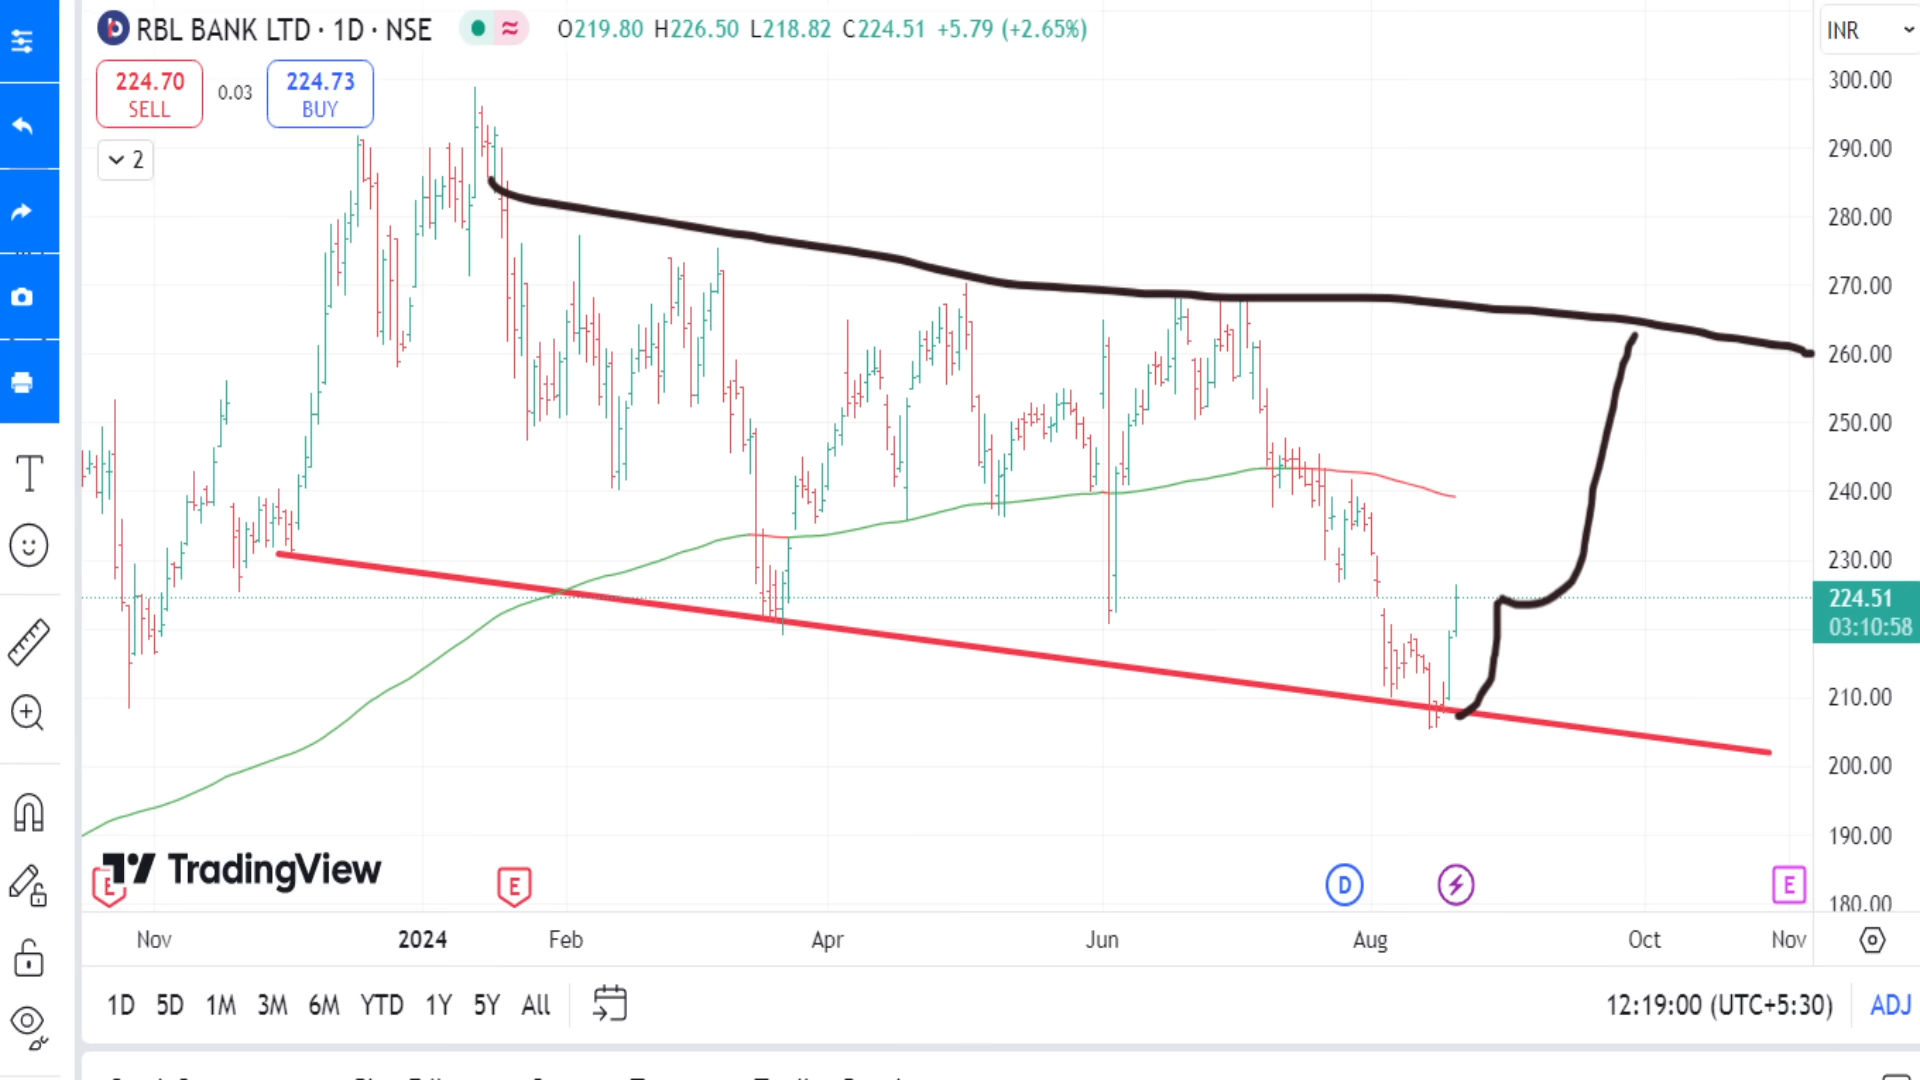 RBL BANK LTD · 1D · NSE
O219.80 H226.50 L218.82 C224.51 +5.79 (+2.65%)
INR
224.70
SELL
0.03
224.73
BUY
2
300.00
290.00
280.00
270.00
260.00
250.00
240.00
230.00
224.51
03:10:58
210.00
200.00
190.00
180.00
TradingView
E
E
D
E
Nov
2024
Feb
Apr
Jun
Aug
Oct
Nov
1D 5D 1M 3M 6M YTD 1Y 5Y All
12:19:00 (UTC+5:30)
ADJ